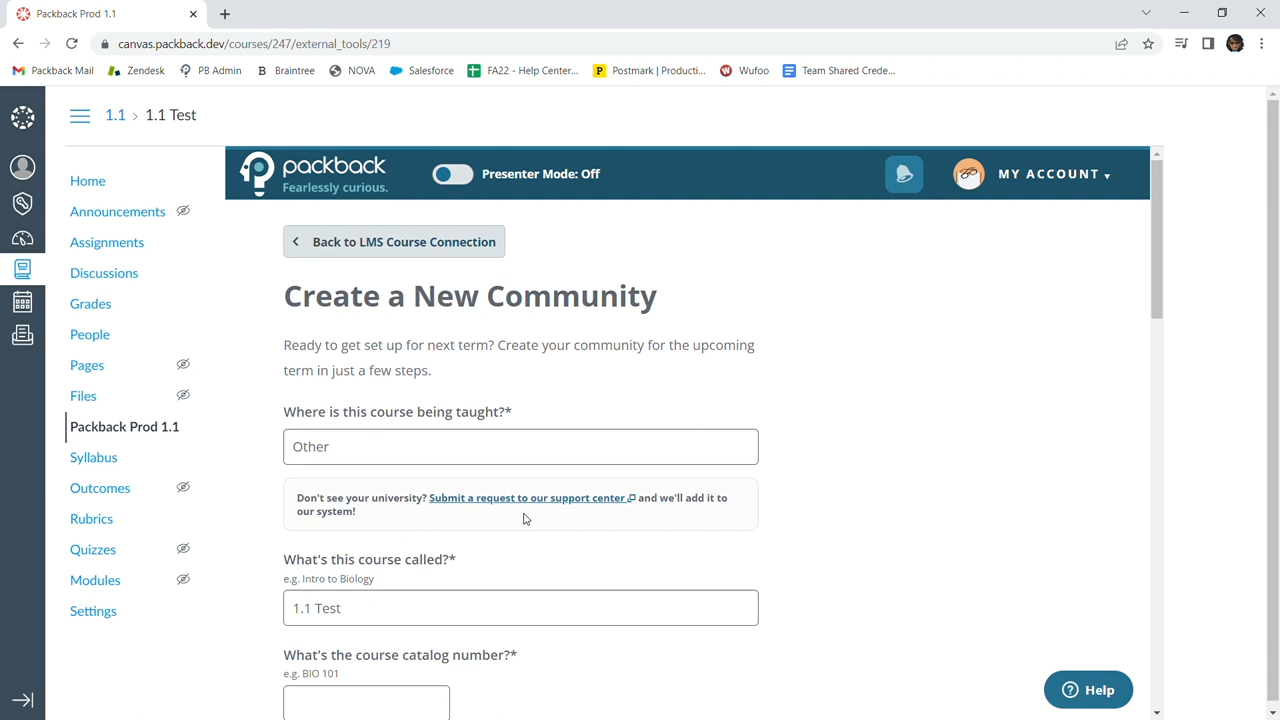 Packback Prod 1.1
canvas.packback.dev/courses/247/external_tools/219
Packback Mail
Zendesk
PB Admin
B Braintree
NOVA
Salesforce
FA22 - Help Center...
P Postmark | Producti...
Wufoo
Team Shared Crede...
1.1 > 1.1 Test
Home
Announcements
Assignments
Discussions
Grades
People
Pages
Files
Packback Prod 1.1
Syllabus
Outcomes
Rubrics
Quizzes
Modules
Settings
packback
Fearlessly curious.
Presenter Mode: Off
MY ACCOUNT
Back to LMS Course Connection
Create a New Community
Ready to get set up for next term? Create your community for the upcoming
term in just a few steps.
Where is this course being taught?*
Other
Don't see your university? Submit a request to our support center and we'll add it to
our system!
What's this course called?*
e.g. Intro to Biology
1.1 Test
What's the course catalog number?*
e.g. BIO 101
Help